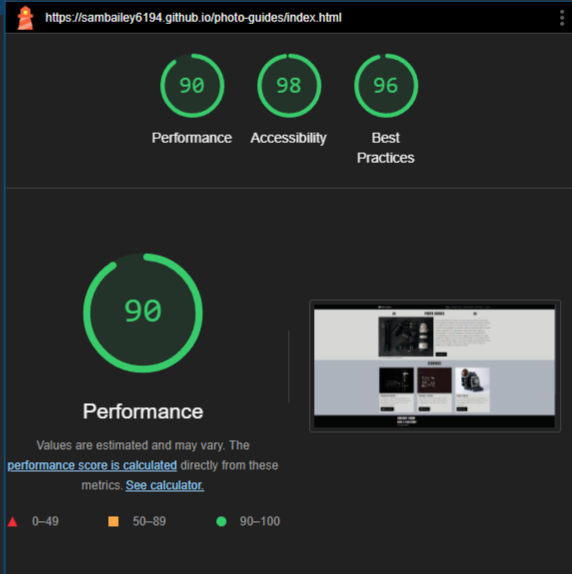 https://sambailey6194.github.io/photo-guides/index.html
90
98
96
Performance
Accessibility
Best
Practices
90
Performance
Values are estimated and may vary. The
performance score is calculated directly from these
metrics. See calculator.
0–49
50–89
90–100
PHOTO GUIDES